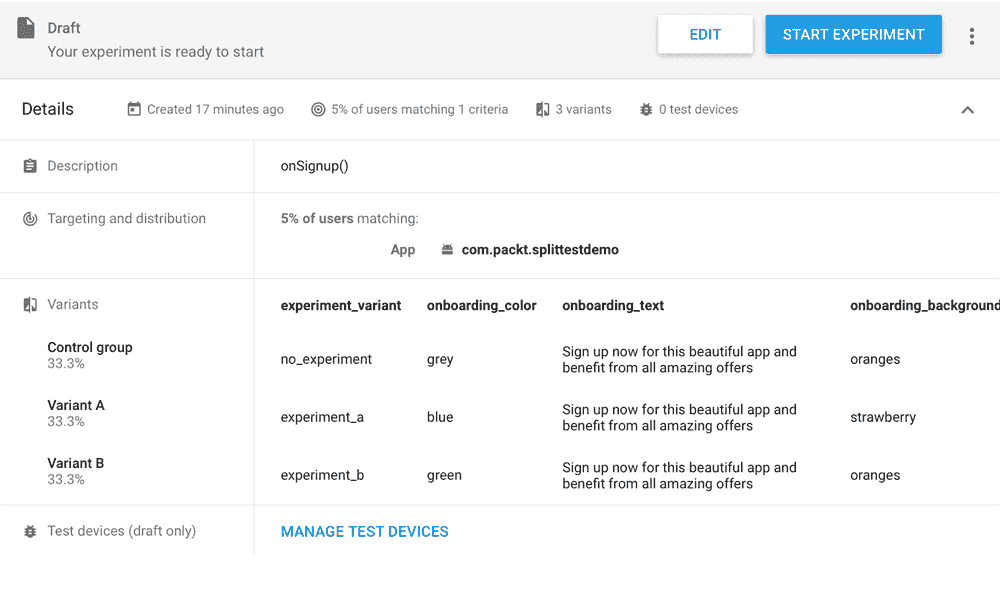 Draft
Your experiment is ready to start
EDIT
START EXPERIMENT
Details
Created 17 minutes ago
5% of users matching 1 criteria
3 variants
0 test devices
Description
onSignup()
Targeting and distribution
5% of users matching:
App
com.packt.splittestdemo
Variants
experiment_variant
onboarding_color
onboarding_text
onboarding_background
Control group
33.3%
no_experiment
grey
Sign up now for this beautiful app and
benefit from all amazing offers
oranges
Variant A
33.3%
experiment_a
blue
Sign up now for this beautiful app and
benefit from all amazing offers
strawberry
Variant B
33.3%
experiment_b
green
Sign up now for this beautiful app and
benefit from all amazing offers
oranges
Test devices (draft only)
MANAGE TEST DEVICES